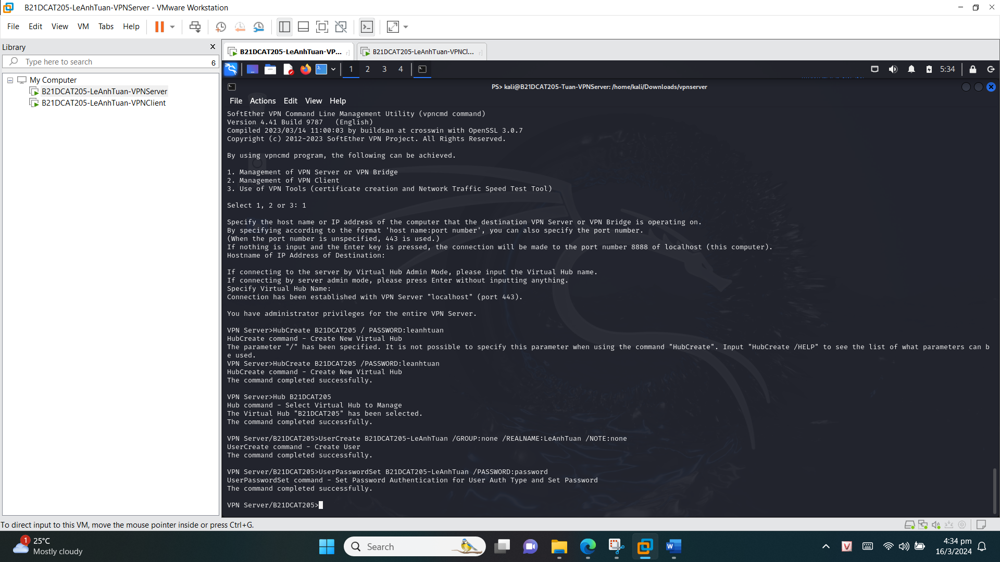 B21DCAT205-LeAnhTuan-VPNServer - VMware Workstation
File Edit View VM Tabs Help
Library
Type here to search
6
My Computer
B21DCAT205-LeAnhTuan-VPNServer
B21DCAT205-LeAnhTuan-VPNClient
B21DCAT205-LeAnhTuan-VP...
B21DCAT205-LeAnhTuan-VPNCl...
1 2 3 4
5:34
PS> kali@B21DCAT205-Tuan-VPNServer: /home/kali/Downloads/vpnserver
File Actions Edit View Help
SoftEther VPN Command Line Management Utility (vpncmd command)
Version 4.41 Build 9787 (English)
Compiled 2023/03/14 11:00:03 by buildsan at crosswin with OpenSSL 3.0.7
Copyright (c) 2012-2023 SoftEther VPN Project. All Rights Reserved.
By using vpncmd program, the following can be achieved.
1. Management of VPN Server or VPN Bridge
2. Management of VPN Client
3. Use of VPN Tools (certificate creation and Network Traffic Speed Test Tool)
Select 1, 2 or 3: 1
Specify the host name or IP address of the computer that the destination VPN Server or VPN Bridge is operating on.
By specifying according to the format 'host name:port number', you can also specify the port number.
(When the port number is unspecified, 443 is used.)
If nothing is input and the Enter key is pressed, the connection will be made to the port number 8888 of localhost (this computer).
Hostname of IP Address of Destination:
If connecting to the server by Virtual Hub Admin Mode, please input the Virtual Hub name.
If connecting by server admin mode, please press Enter without inputting anything.
Specify Virtual Hub Name:
Connection has been established with VPN Server "localhost" (port 443).
You have administrator privileges for the entire VPN Server.
VPN Server>HubCreate B21DCAT205 / PASSWORD:leanhtuan
HubCreate command - Create New Virtual Hub
The parameter "/" has been specified. It is not possible to specify this parameter when using the command "HubCreate". Input "HubCreate /HELP" to see the list of what parameters can b
e used.
VPN Server>HubCreate B21DCAT205 /PASSWORD:leanhtuan
HubCreate command - Create New Virtual Hub
The command completed successfully.
VPN Server>Hub B21DCAT205
Hub command - Select Virtual Hub to Manage
The Virtual Hub "B21DCAT205" has been selected.
The command completed successfully.
VPN Server/B21DCAT205>UserCreate B21DCAT205-LeAnhTuan /GROUP:none /REALNAME:LeAnhTuan /NOTE:none
UserCreate command - Create User
The command completed successfully.
VPN Server/B21DCAT205>UserPasswordSet B21DCAT205-LeAnhTuan /PASSWORD:password
UserPasswordSet command - Set Password Authentication for User Auth Type and Set Password
The command completed successfully.
VPN Server/B21DCAT205>
To direct input to this VM, move the mouse pointer inside or press Ctrl+G.
1
25°C
Mostly cloudy
Search
4:34 pm
16/3/2024